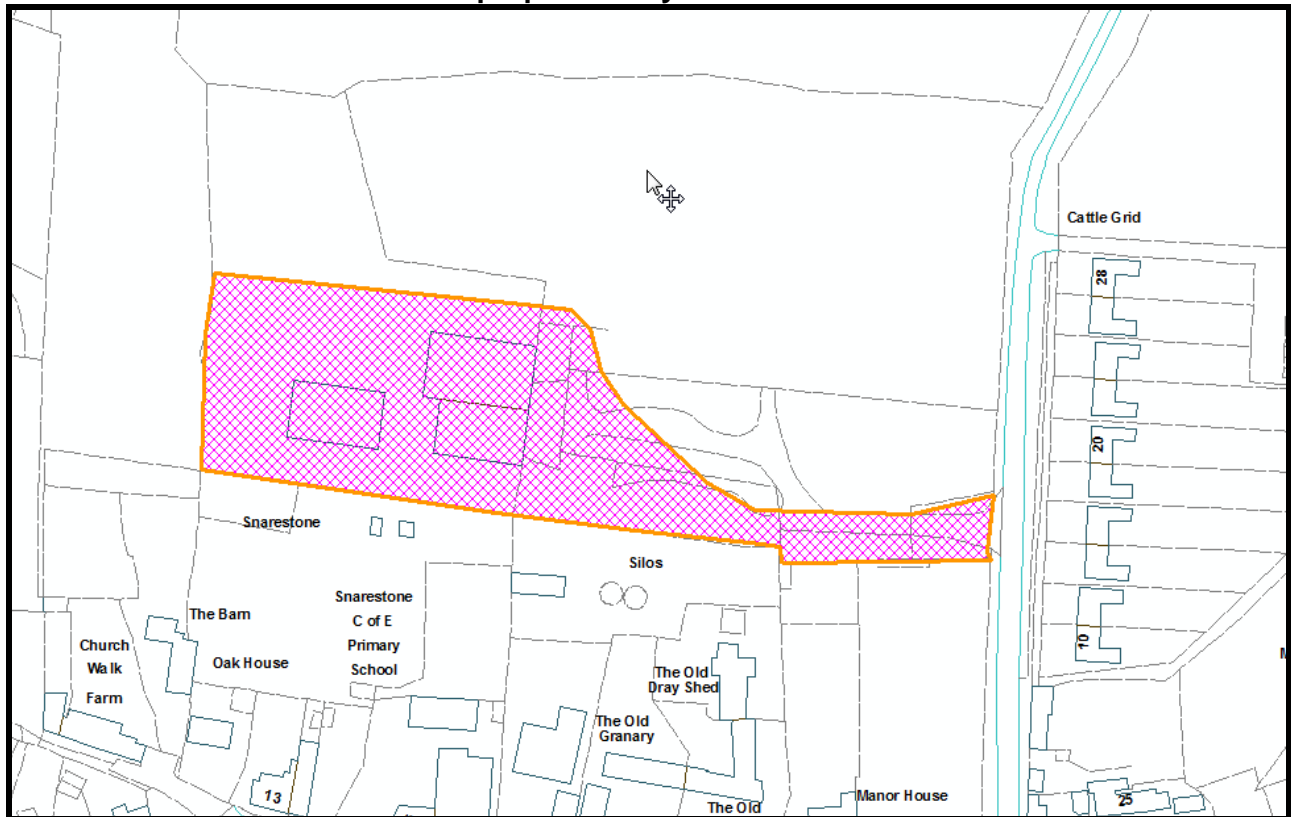 Cattle Grid
28
20
Snarestone
Silos
Snarestone
C of E
Primary
School
The Barn
Oak House
Church
Walk
Farm
10
The Old
Dray Shed
The Old
Granary
13
The Old
Manor House
25